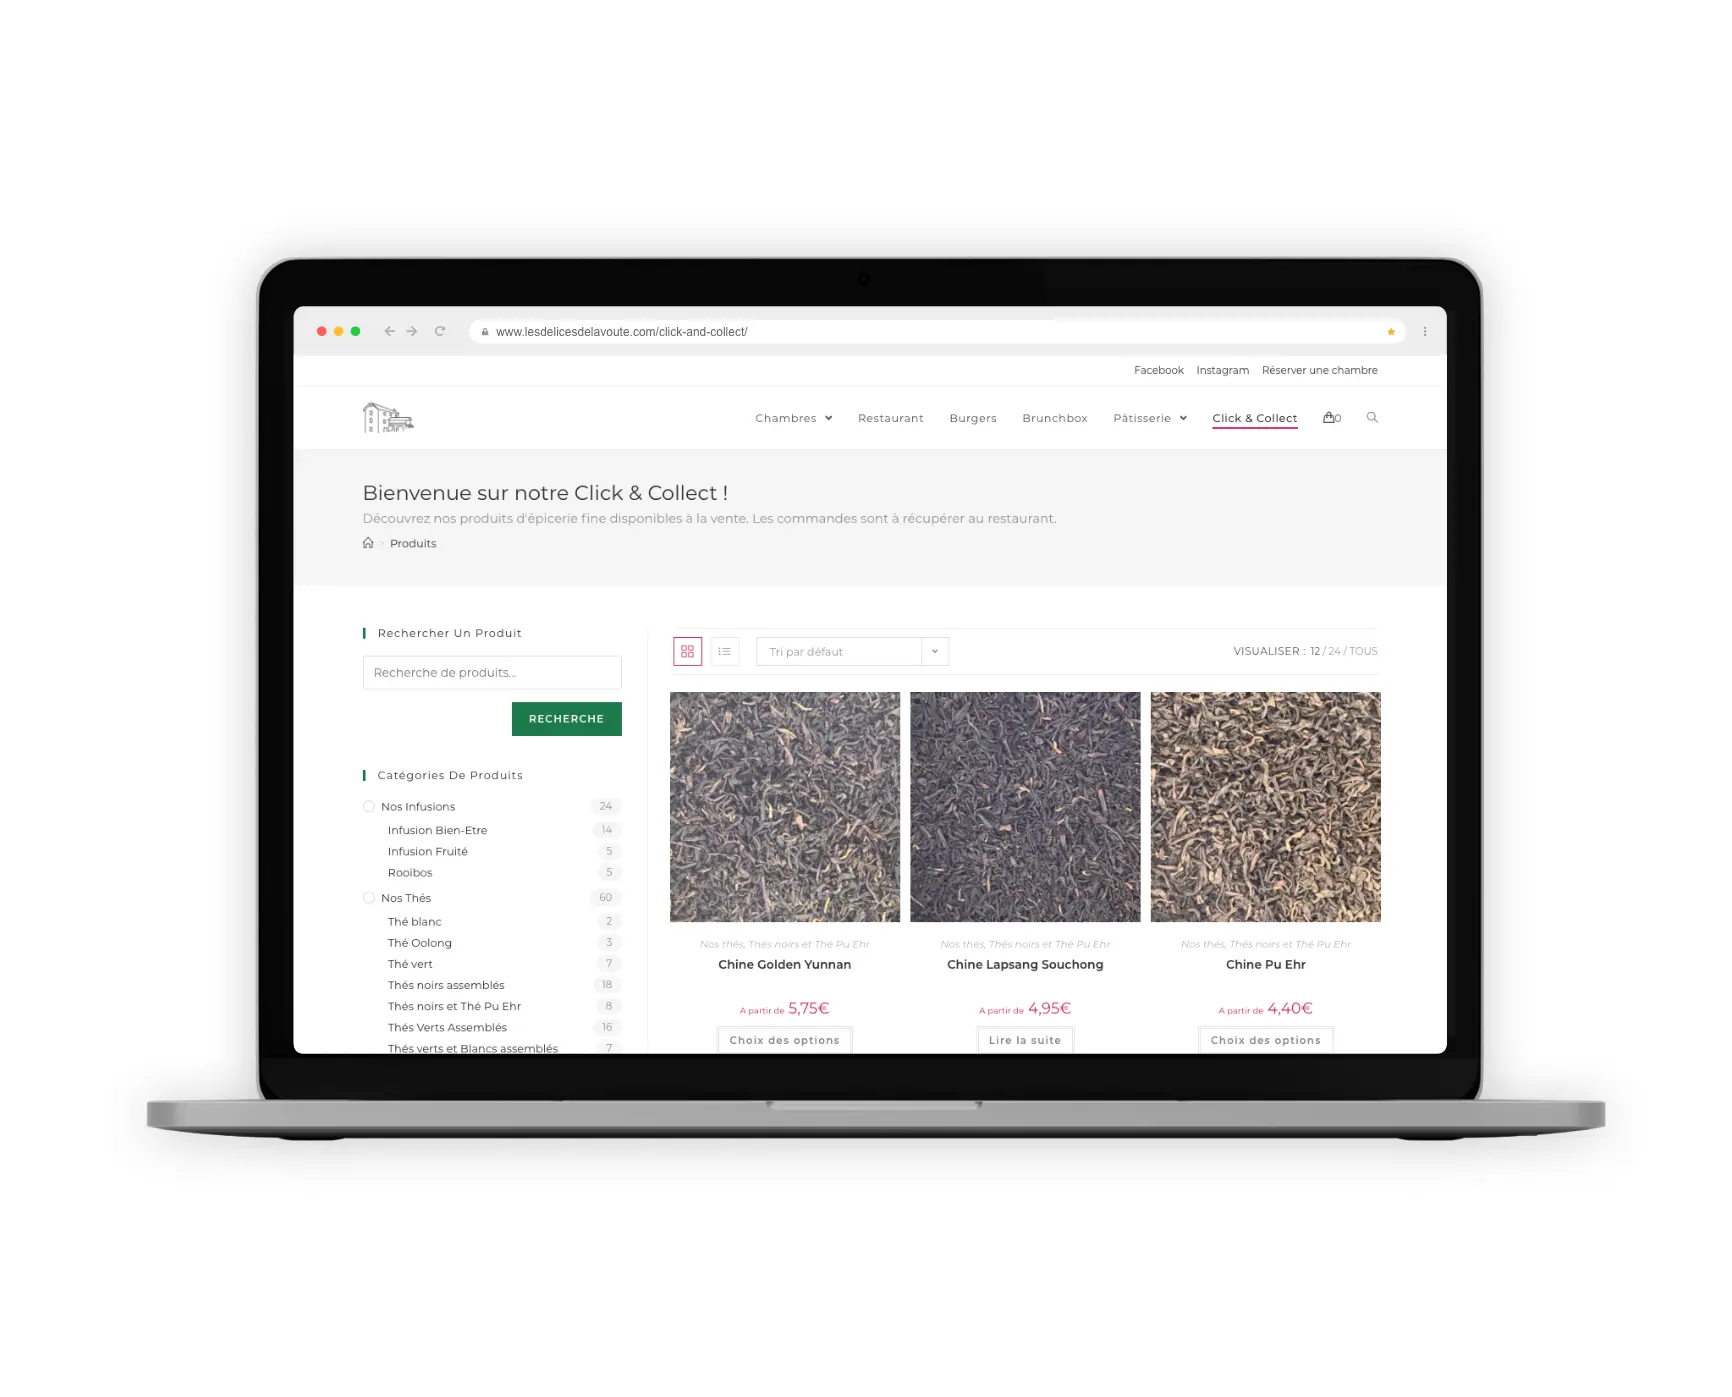 www.lesdelicesdelavoute.com/click-and-collect/
Facebook Instagram Réserver une chambre
Chambres Restaurant Burgers Brunchbox Pâtisserie Click & Collect 0
Bienvenue sur notre Click & Collect !
Découvrez nos produits d'épicerie fine disponibles à la vente. Les commandes sont à récupérer au restaurant.
> Produits
Rechercher Un Produit
Recherche de produits...
RECHERCHE
Catégories De Produits
Nos Infusions 24
Infusion Bien-Etre 14
Infusion Fruité 5
Rooibos 5
Nos Thés 60
Thé blanc 2
Thé Oolong 3
Thé vert 7
Thés noirs assemblés 18
Thés noirs et Thé Pu Ehr 8
Thés Verts Assemblés 16
Thés verts et Blancs assemblés 7
Tri par défaut
VISUALISER : 12 / 24 / TOUS
Nos thés, Thés noirs et Thé Pu Ehr
Chine Golden Yunnan
A partir de 5,75€
Choix des options
Nos thés, Thés noirs et Thé Pu Ehr
Chine Lapsang Souchong
A partir de 4,95€
Lire la suite
Nos thés, Thés noirs et Thé Pu Ehr
Chine Pu Ehr
A partir de 4,40€
Choix des options